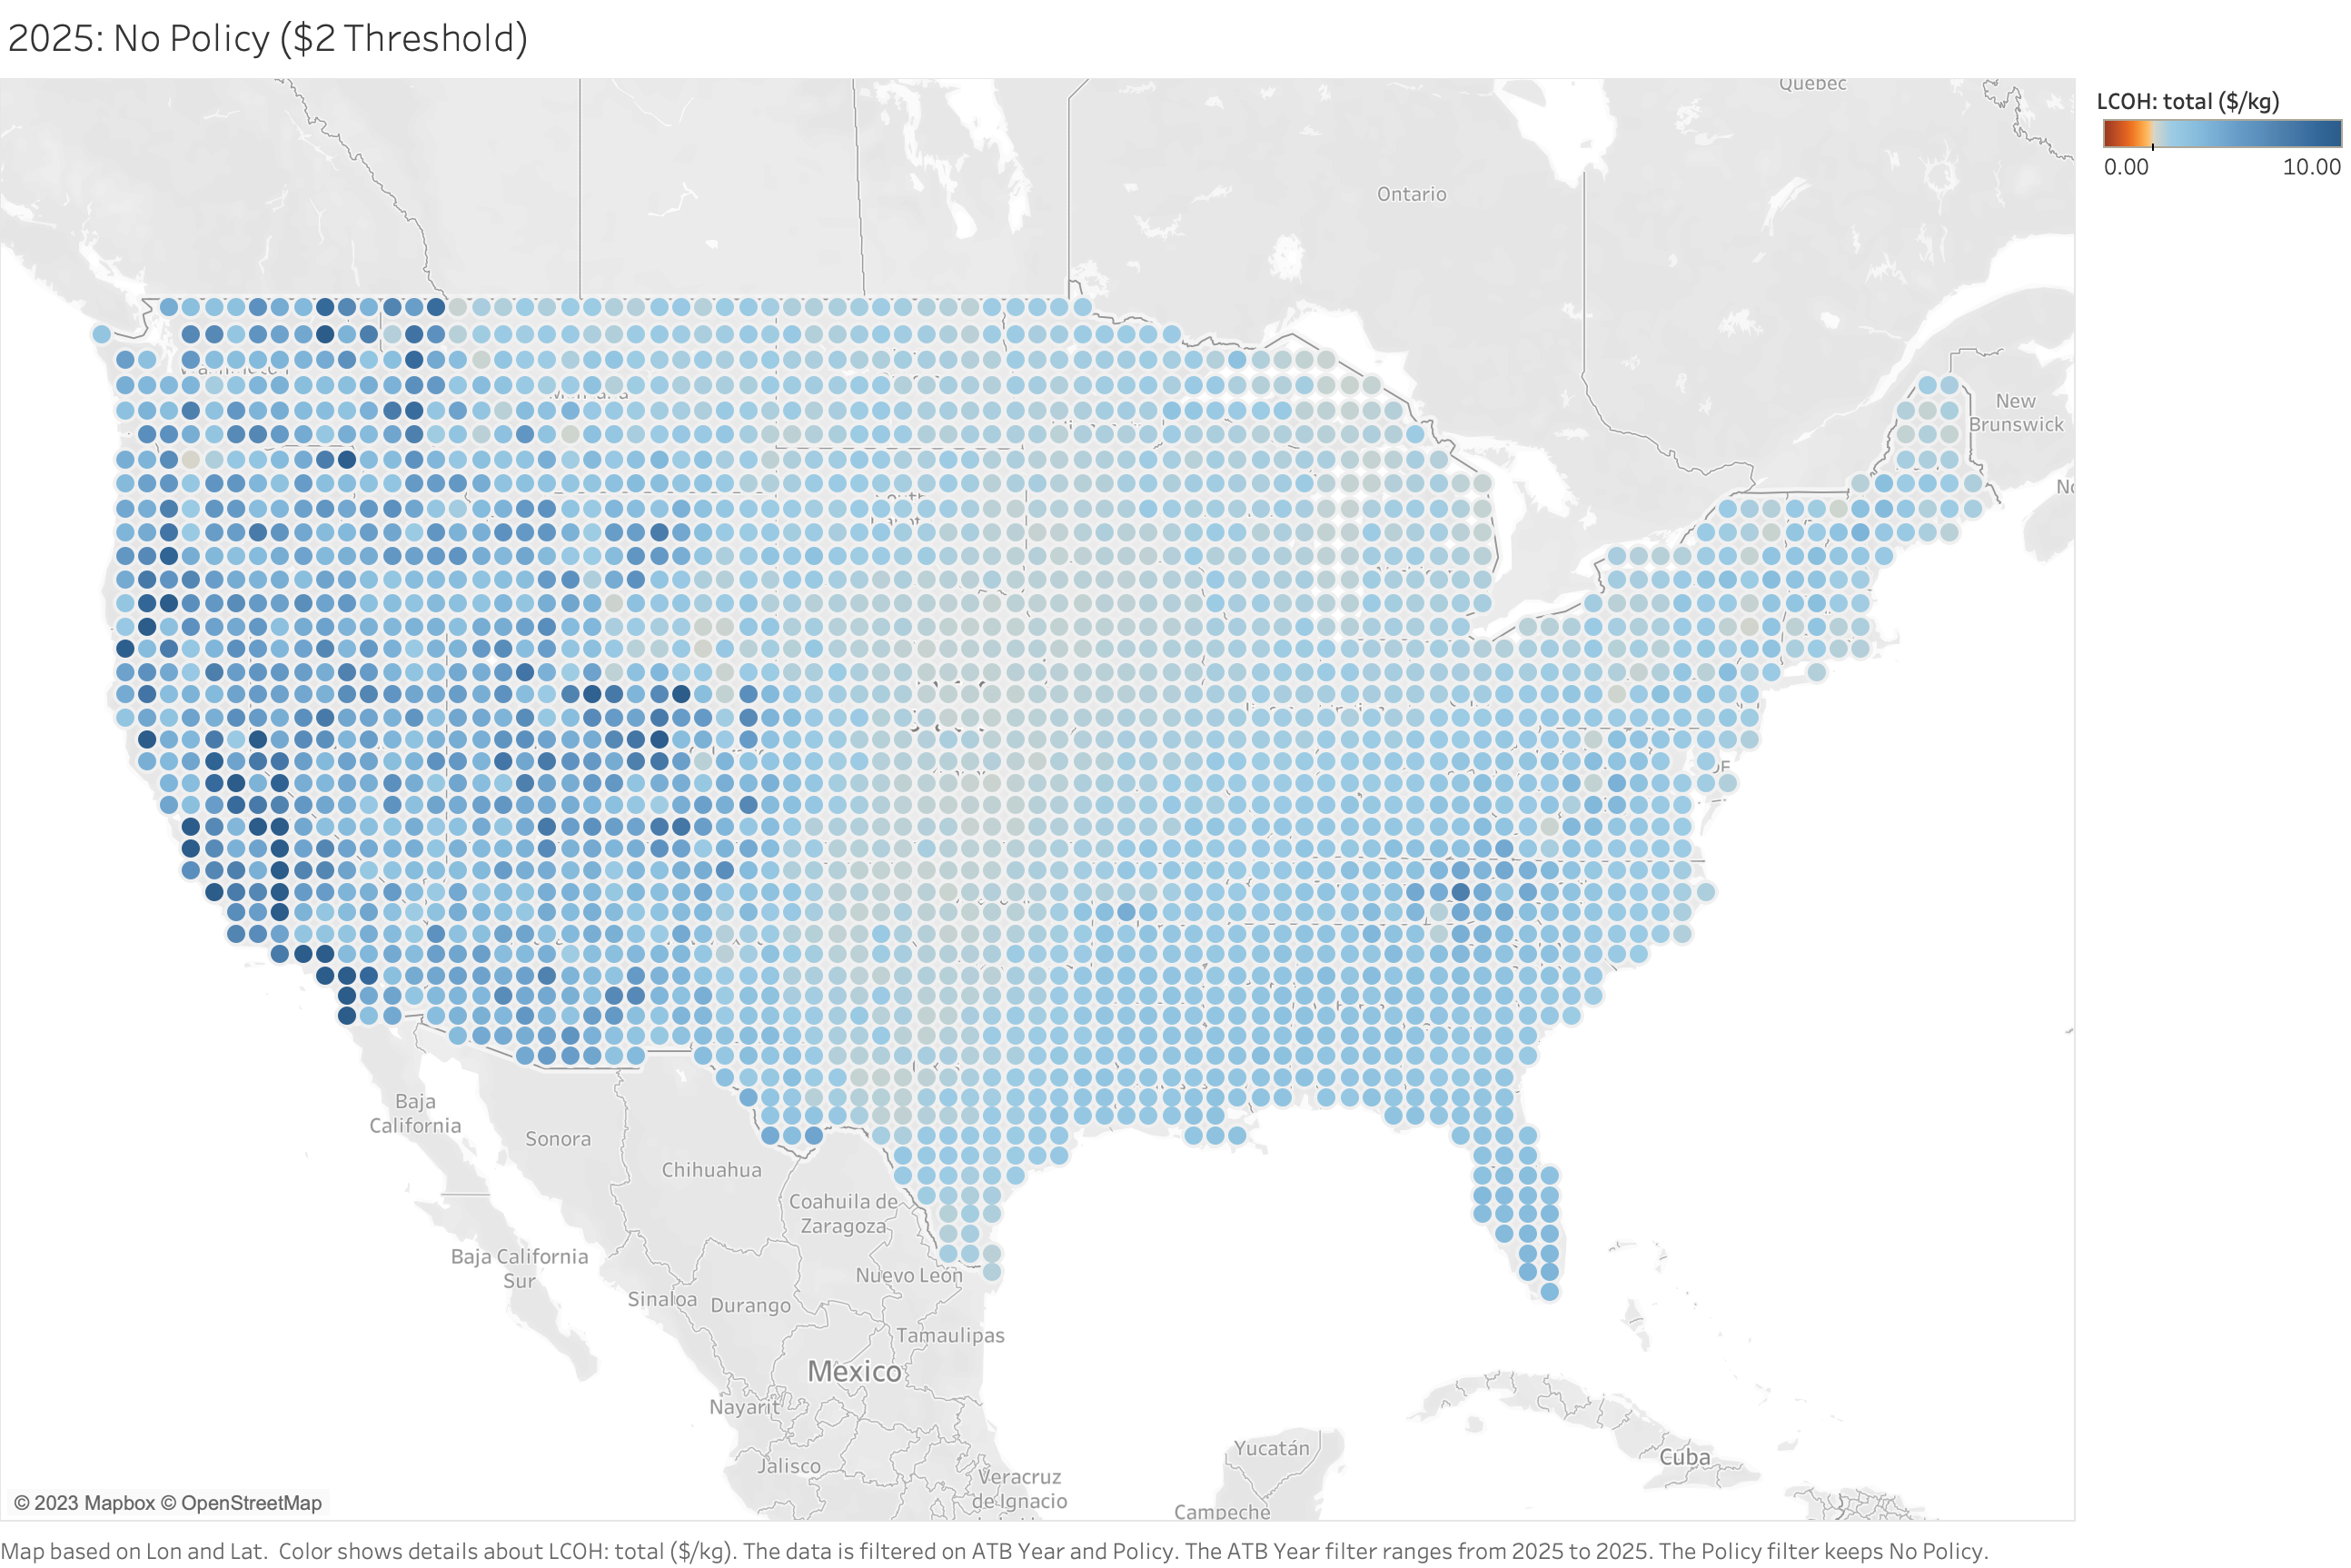 2025: No Policy ($2 Threshold)
LCOH: total ($/kg)
0.00
10.00
Quebec
Ontario
New
Brunswick
Baja
California
Sonora
Chihuahua
Coahuila de
Zaragoza
Baja California
Sur
Nuevo León
Sinaloa
Durango
Tamaulipas
Mexico
Nayarit
Jalisco
Yucatán
Cuba
Veracruz
de Ignacio
Campeche
© 2023 Mapbox © OpenStreetMap
Map based on Lon and Lat. Color shows details about LCOH: total ($/kg). The data is filtered on ATB Year and Policy. The ATB Year filter ranges from 2025 to 2025. The Policy filter keeps No Policy.